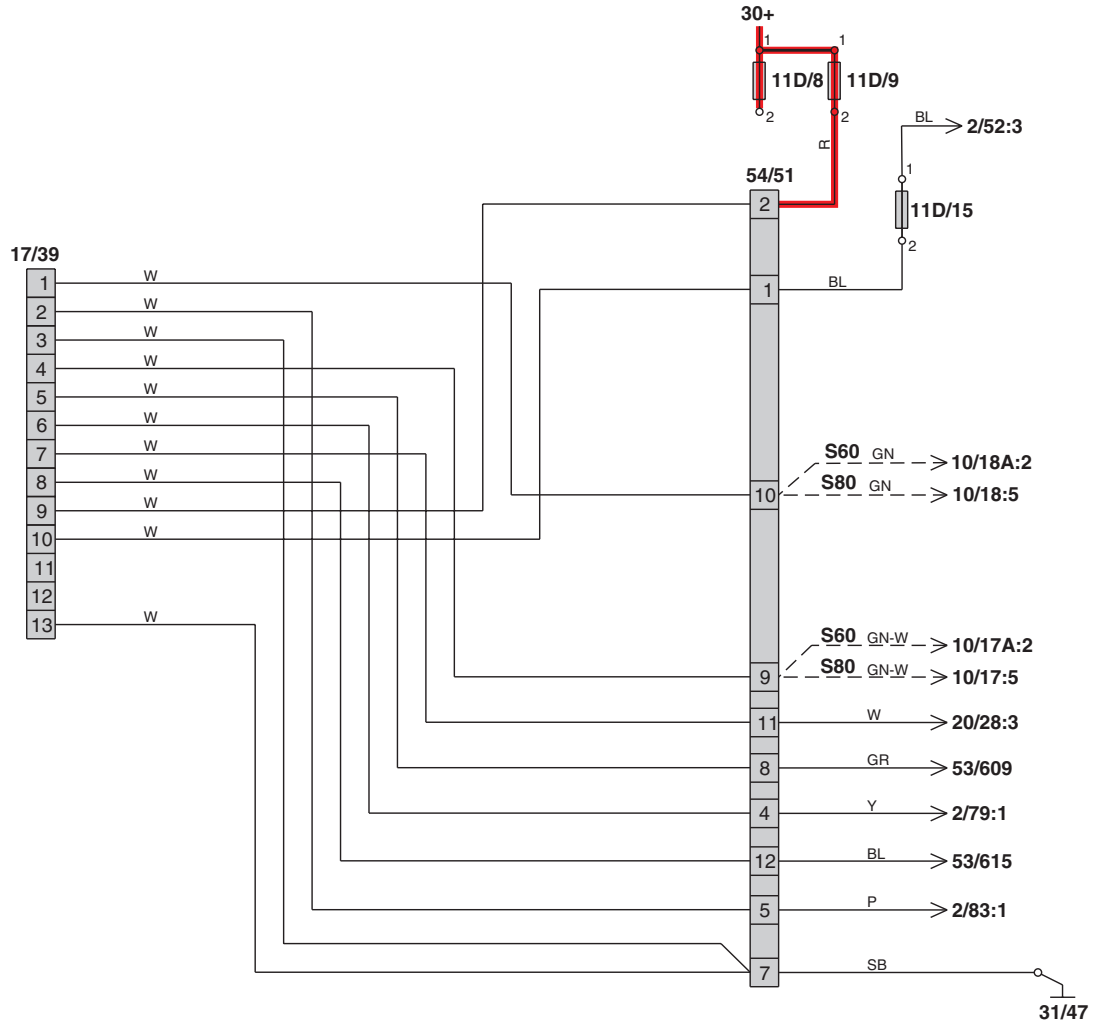 30+
1
1
11D/8
11D/9
2
2
R
BL
2/52:3
1
11D/15
2
54/51
2
1
BL
17/39
1
W
2
W
3
W
4
W
5
W
6
W
7
W
8
W
9
W
10
W
11
12
13
W
S60
GN
10/18A:2
10
S80
GN
10/18:5
S60
GN-W
10/17A:2
9
S80
GN-W
10/17:5
11
W
20/28:3
8
GR
53/609
4
Y
2/79:1
12
BL
53/615
5
P
2/83:1
7
SB
31/47